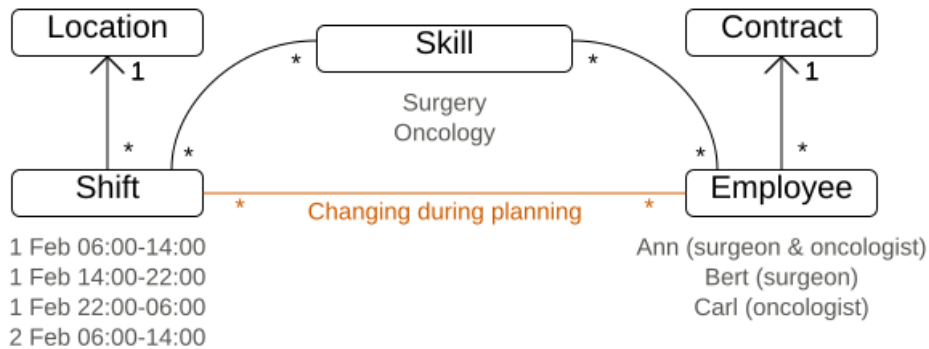 Location
Skill
Contract
* *
1 1
Surgery
Oncology
* * * *
Shift
Employee
* *
Changing during planning
1 Feb 06:00-14:00
1 Feb 14:00-22:00
1 Feb 22:00-06:00
2 Feb 06:00-14:00
Ann (surgeon & oncologist)
Bert (surgeon)
Carl (oncologist)